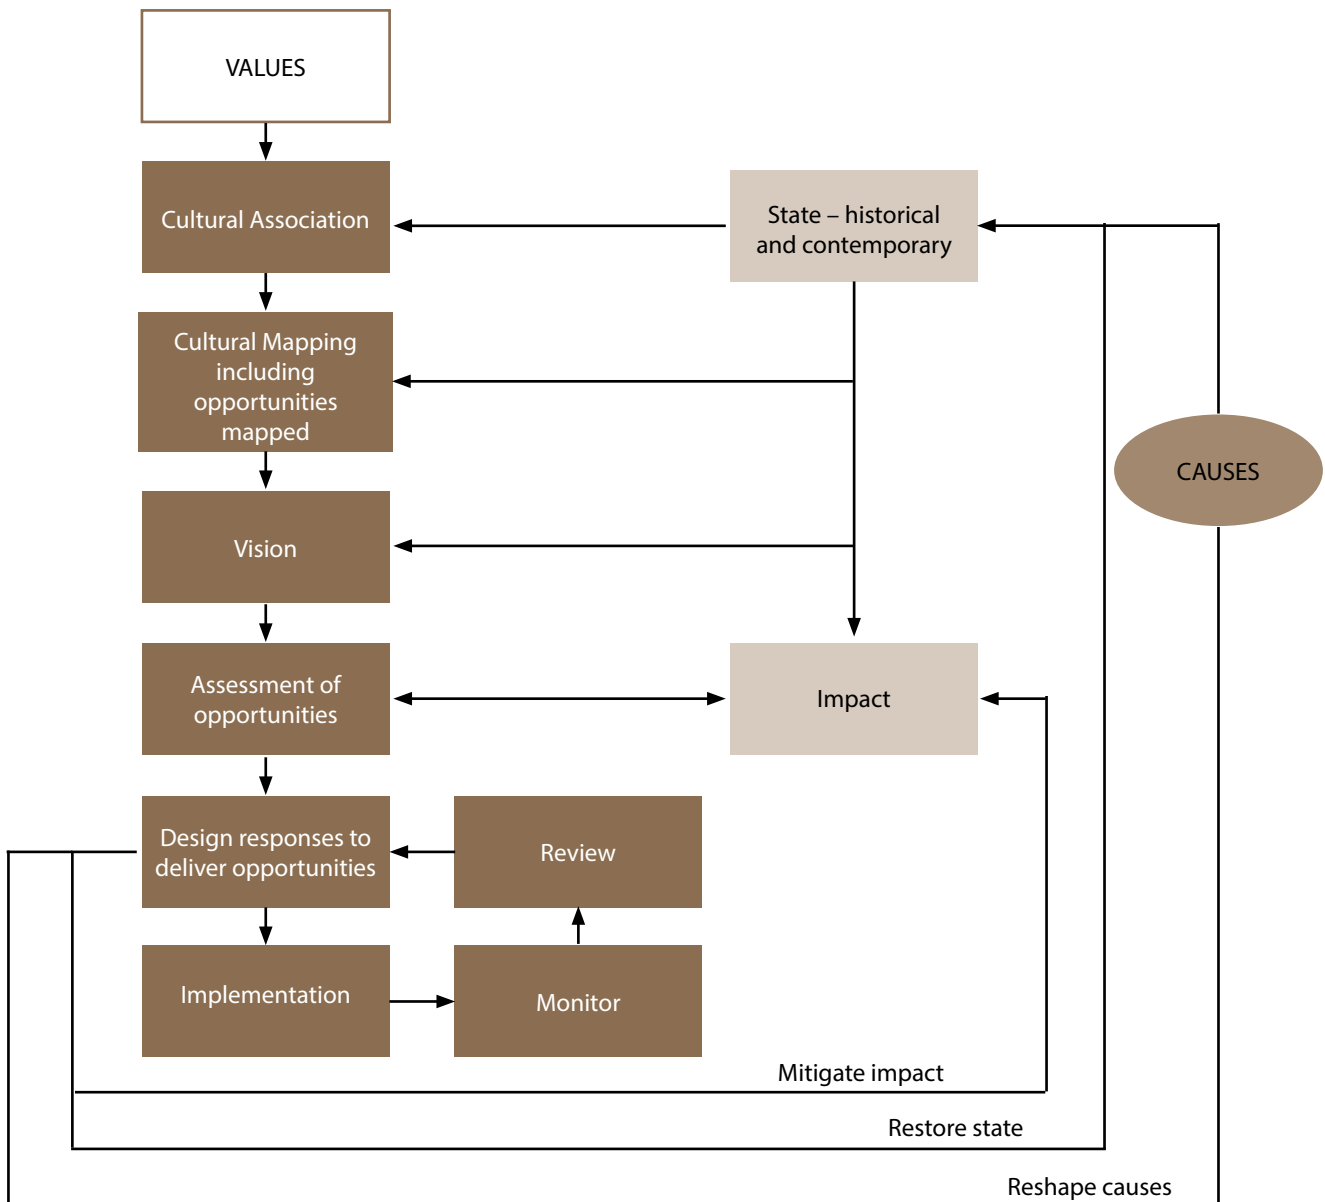 VALUES
Cultural Association
State – historical
and contemporary
Cultural Mapping
including
opportunities
mapped
CAUSES
Vision
Assessment of
opportunities
Impact
Design responses to
deliver opportunities
Review
Implementation
Monitor
Mitigate impact
Restore state
Reshape causes